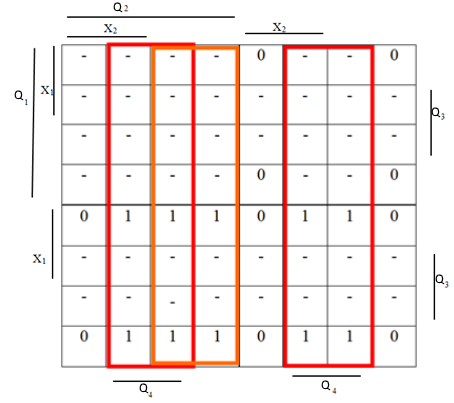 Q2
X2 X2
- - - - 0 - - 0
Q1 X1 - - - - - - - - Q3
- - - - - - - -
- - - - 0 - - 0
0 1 1 1 0 1 1 0
X1 - - - - - - - - Q3
- - - - - - - -
0 1 1 1 0 1 1 0
Q4 Q4